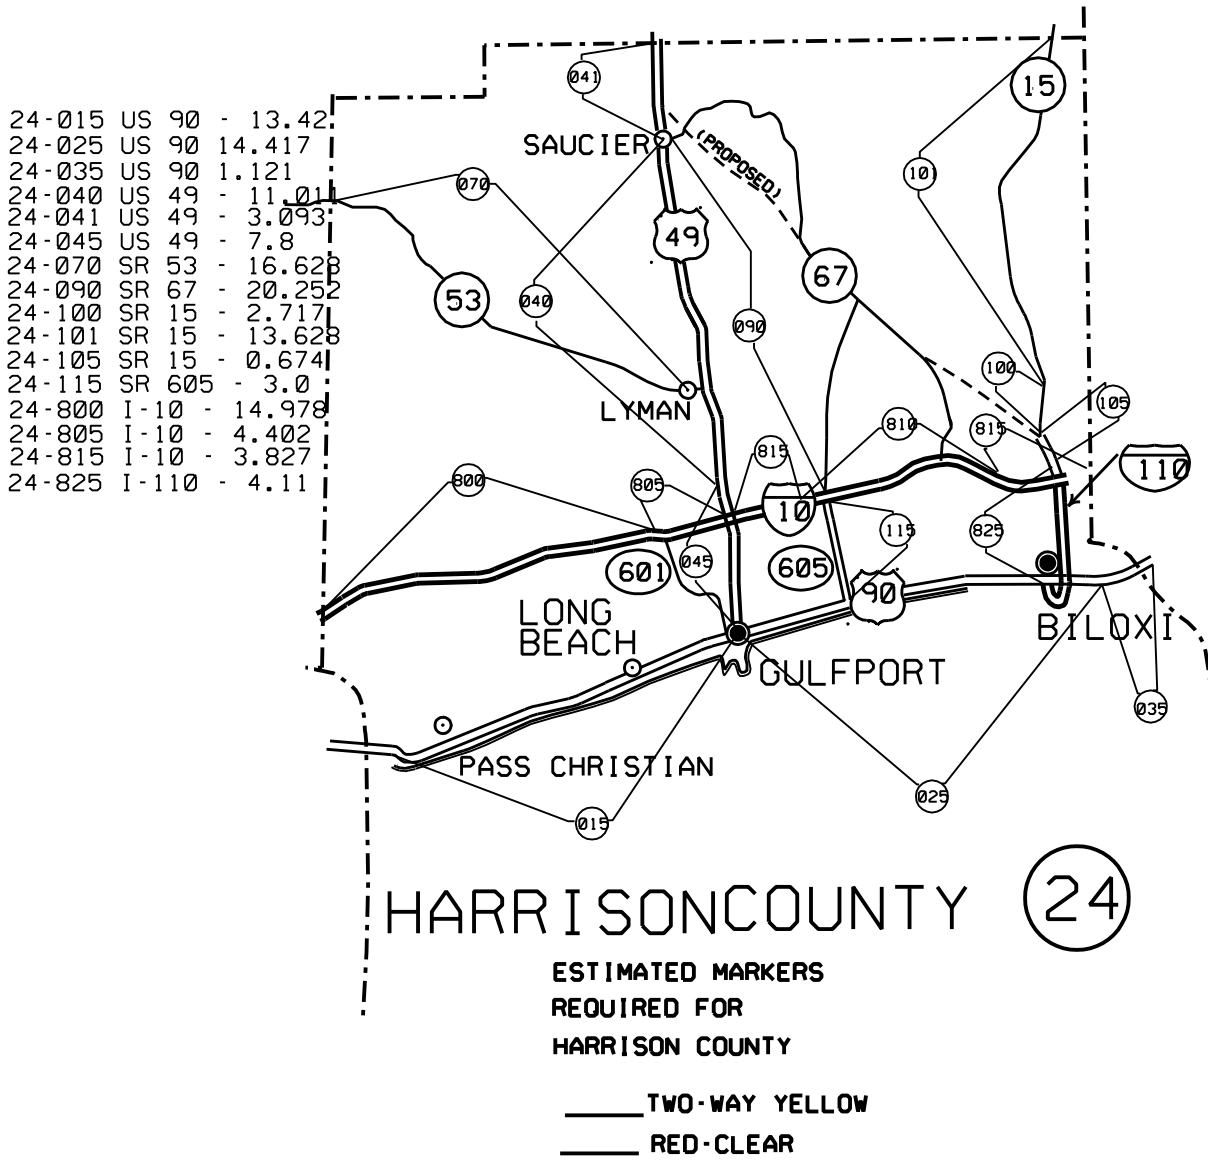 24-015 US 90 - 13.42
24-025 US 90 14.417
24-035 US 90 1.121
24-040 US 49 - 11.011
24-041 US 49 - 3.093
24-045 US 49 - 7.8
24-070 SR 53 - 16.628
24-090 SR 67 - 20.252
24-100 SR 15 - 2.717
24-101 SR 15 - 13.628
24-105 SR 15 - 0.674
24-115 SR 605 - 3.0
24-800 I-10 - 14.978
24-805 I-10 - 4.402
24-815 I-10 - 3.827
24-825 I-110 - 4.11
041
15
SAUCIER
(PROPOSED)
101
070
49
67
53
040
090
100
105
LYMAN
810
815
815
110
800
805
10
115
825
045
601
605
90
LONG
BEACH
BILOXI
GULFPORT
035
PASS CHRISTIAN
025
015
HARRISON COUNTY
24
ESTIMATED MARKERS
REQUIRED FOR
HARRISON COUNTY
TWO-WAY YELLOW
RED-CLEAR